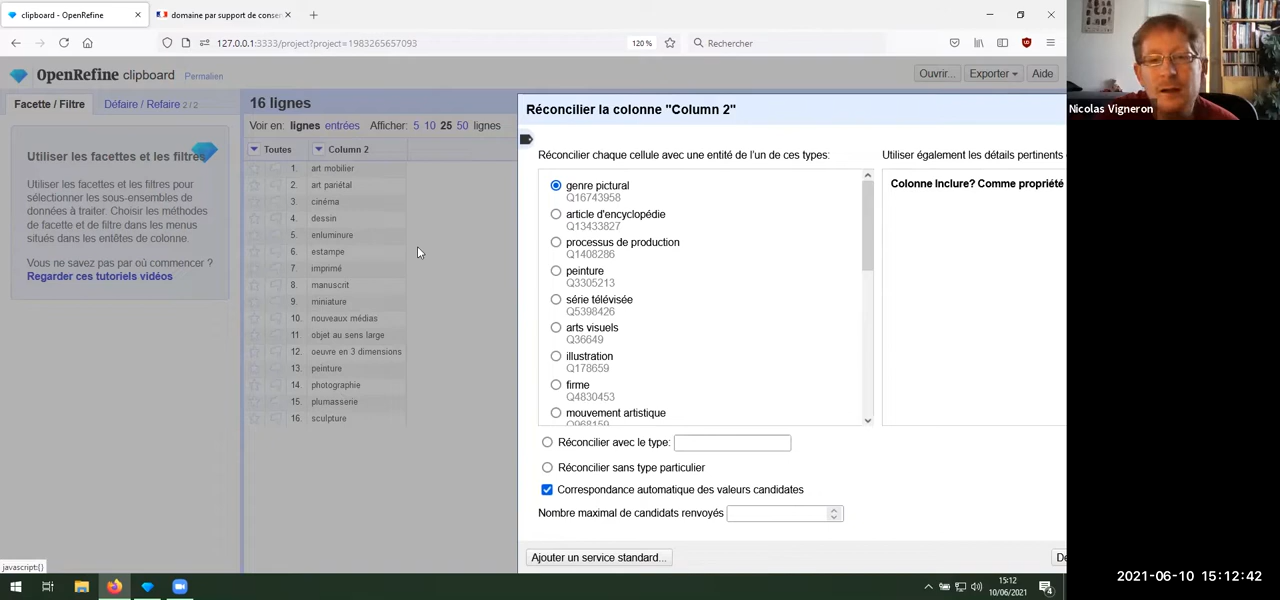 clipboard - OpenRefine
domaine par support de conser
127.0.0.1:3333/project?project=1983265657093
120 %
Rechercher
OpenRefine clipboard Permalien
Ouvrir...
Exporter
Aide
Facette / Filtre
Défaire / Refaire 2 / 2
Utiliser les facettes et les filtres
Utiliser les facettes et les filtres pour
sélectionner les sous-ensembles de
données à traiter. Choisir les méthodes
de facette et de filtre dans les menus
situés dans les entêtes de colonne.
Vous ne savez pas par où commencer ?
Regarder ces tutoriels vidéos
16 lignes
Voir en: lignes entrées Afficher: 5 10 25 50 lignes
Toutes Column 2
1. art mobilier
2. art pariétal
3. cinéma
4. dessin
5. enluminure
6. estampe
7. imprimé
8. manuscrit
9. miniature
10. nouveaux médias
11. objet au sens large
12. oeuvre en 3 dimensions
13. peinture
14. photographie
15. plumasserie
16. sculpture
Réconcilier la colonne "Column 2"
Réconcilier chaque cellule avec une entité de l'un de ces types:
genre pictural
Q16743958
article d'encyclopédie
Q13433827
processus de production
Q1408286
peinture
Q3305213
série télévisée
Q5398426
arts visuels
Q36649
illustration
Q178659
firme
Q4830453
mouvement artistique
Q968159
Utiliser également les détails pertinents
Colonne Inclure? Comme propriété
Réconcilier avec le type:
Réconcilier sans type particulier
Correspondance automatique des valeurs candidates
Nombre maximal de candidats renvoyés
Ajouter un service standard...
Dé
javascript:{}
15:12
10/06/2021
4
Nicolas Vigneron
2021-06-10 15:12:42